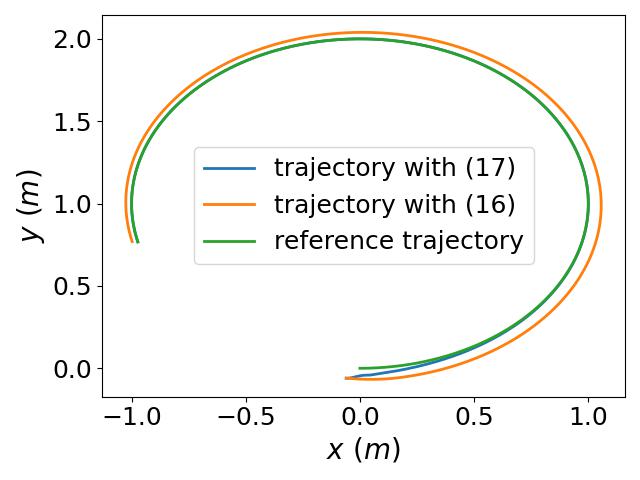 2.0
1.5
1.0
0.5
0.0
y (m)
trajectory with (17)
trajectory with (16)
reference trajectory
−1.0 −0.5 0.0 0.5 1.0
x (m)